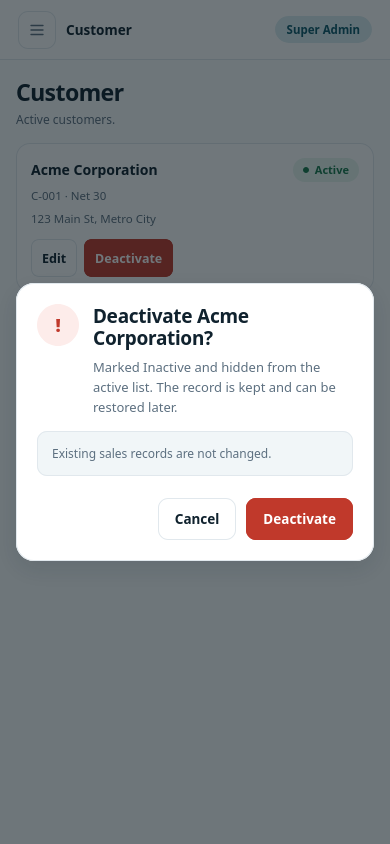 Customer
Super Admin
Customer
Active customers.
Acme Corporation
Active
C-001 · Net 30
123 Main St, Metro City
Edit
Deactivate
!
Deactivate Acme
Corporation?
Marked Inactive and hidden from the
active list. The record is kept and can be
restored later.
Existing sales records are not changed.
Cancel
Deactivate